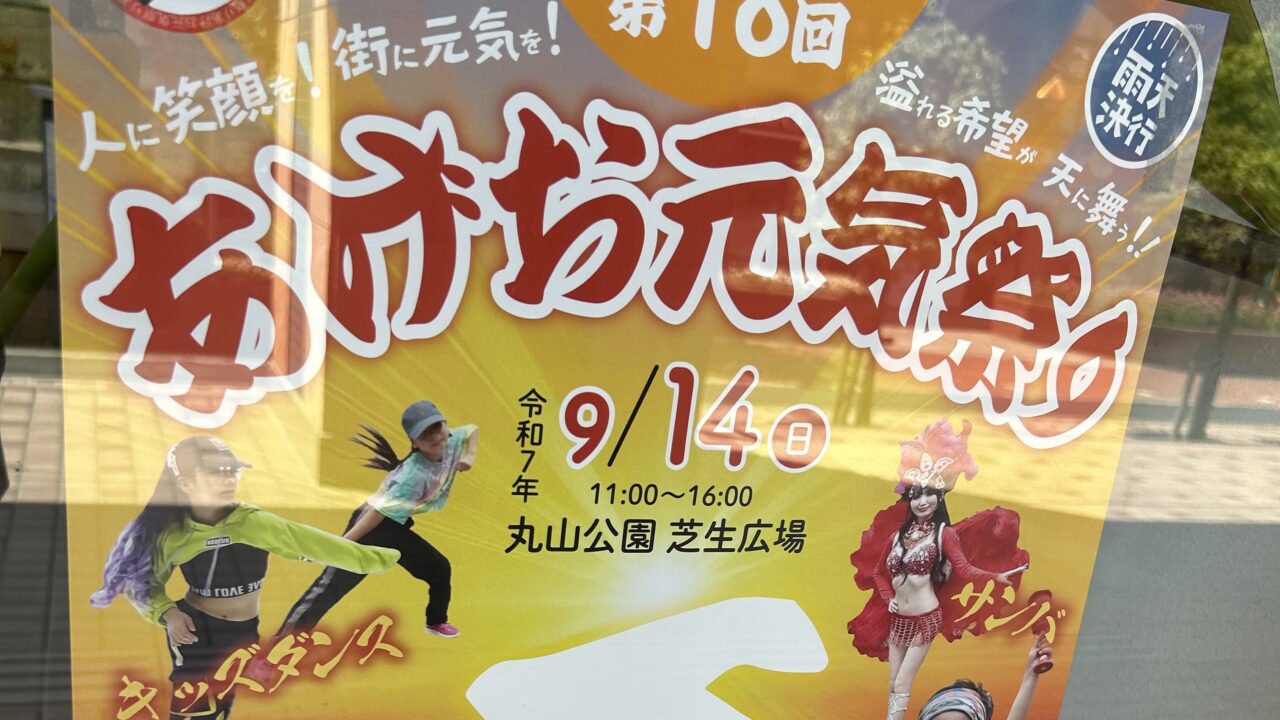 第10回
人に笑顔を!街に元気を!
溢れる希望が 天に舞う!!
雨天
決行
あげお元気祭り
令和7年
9/14日
11:00〜16:00
丸山公園 芝生広場
キッズダンス
サンバ